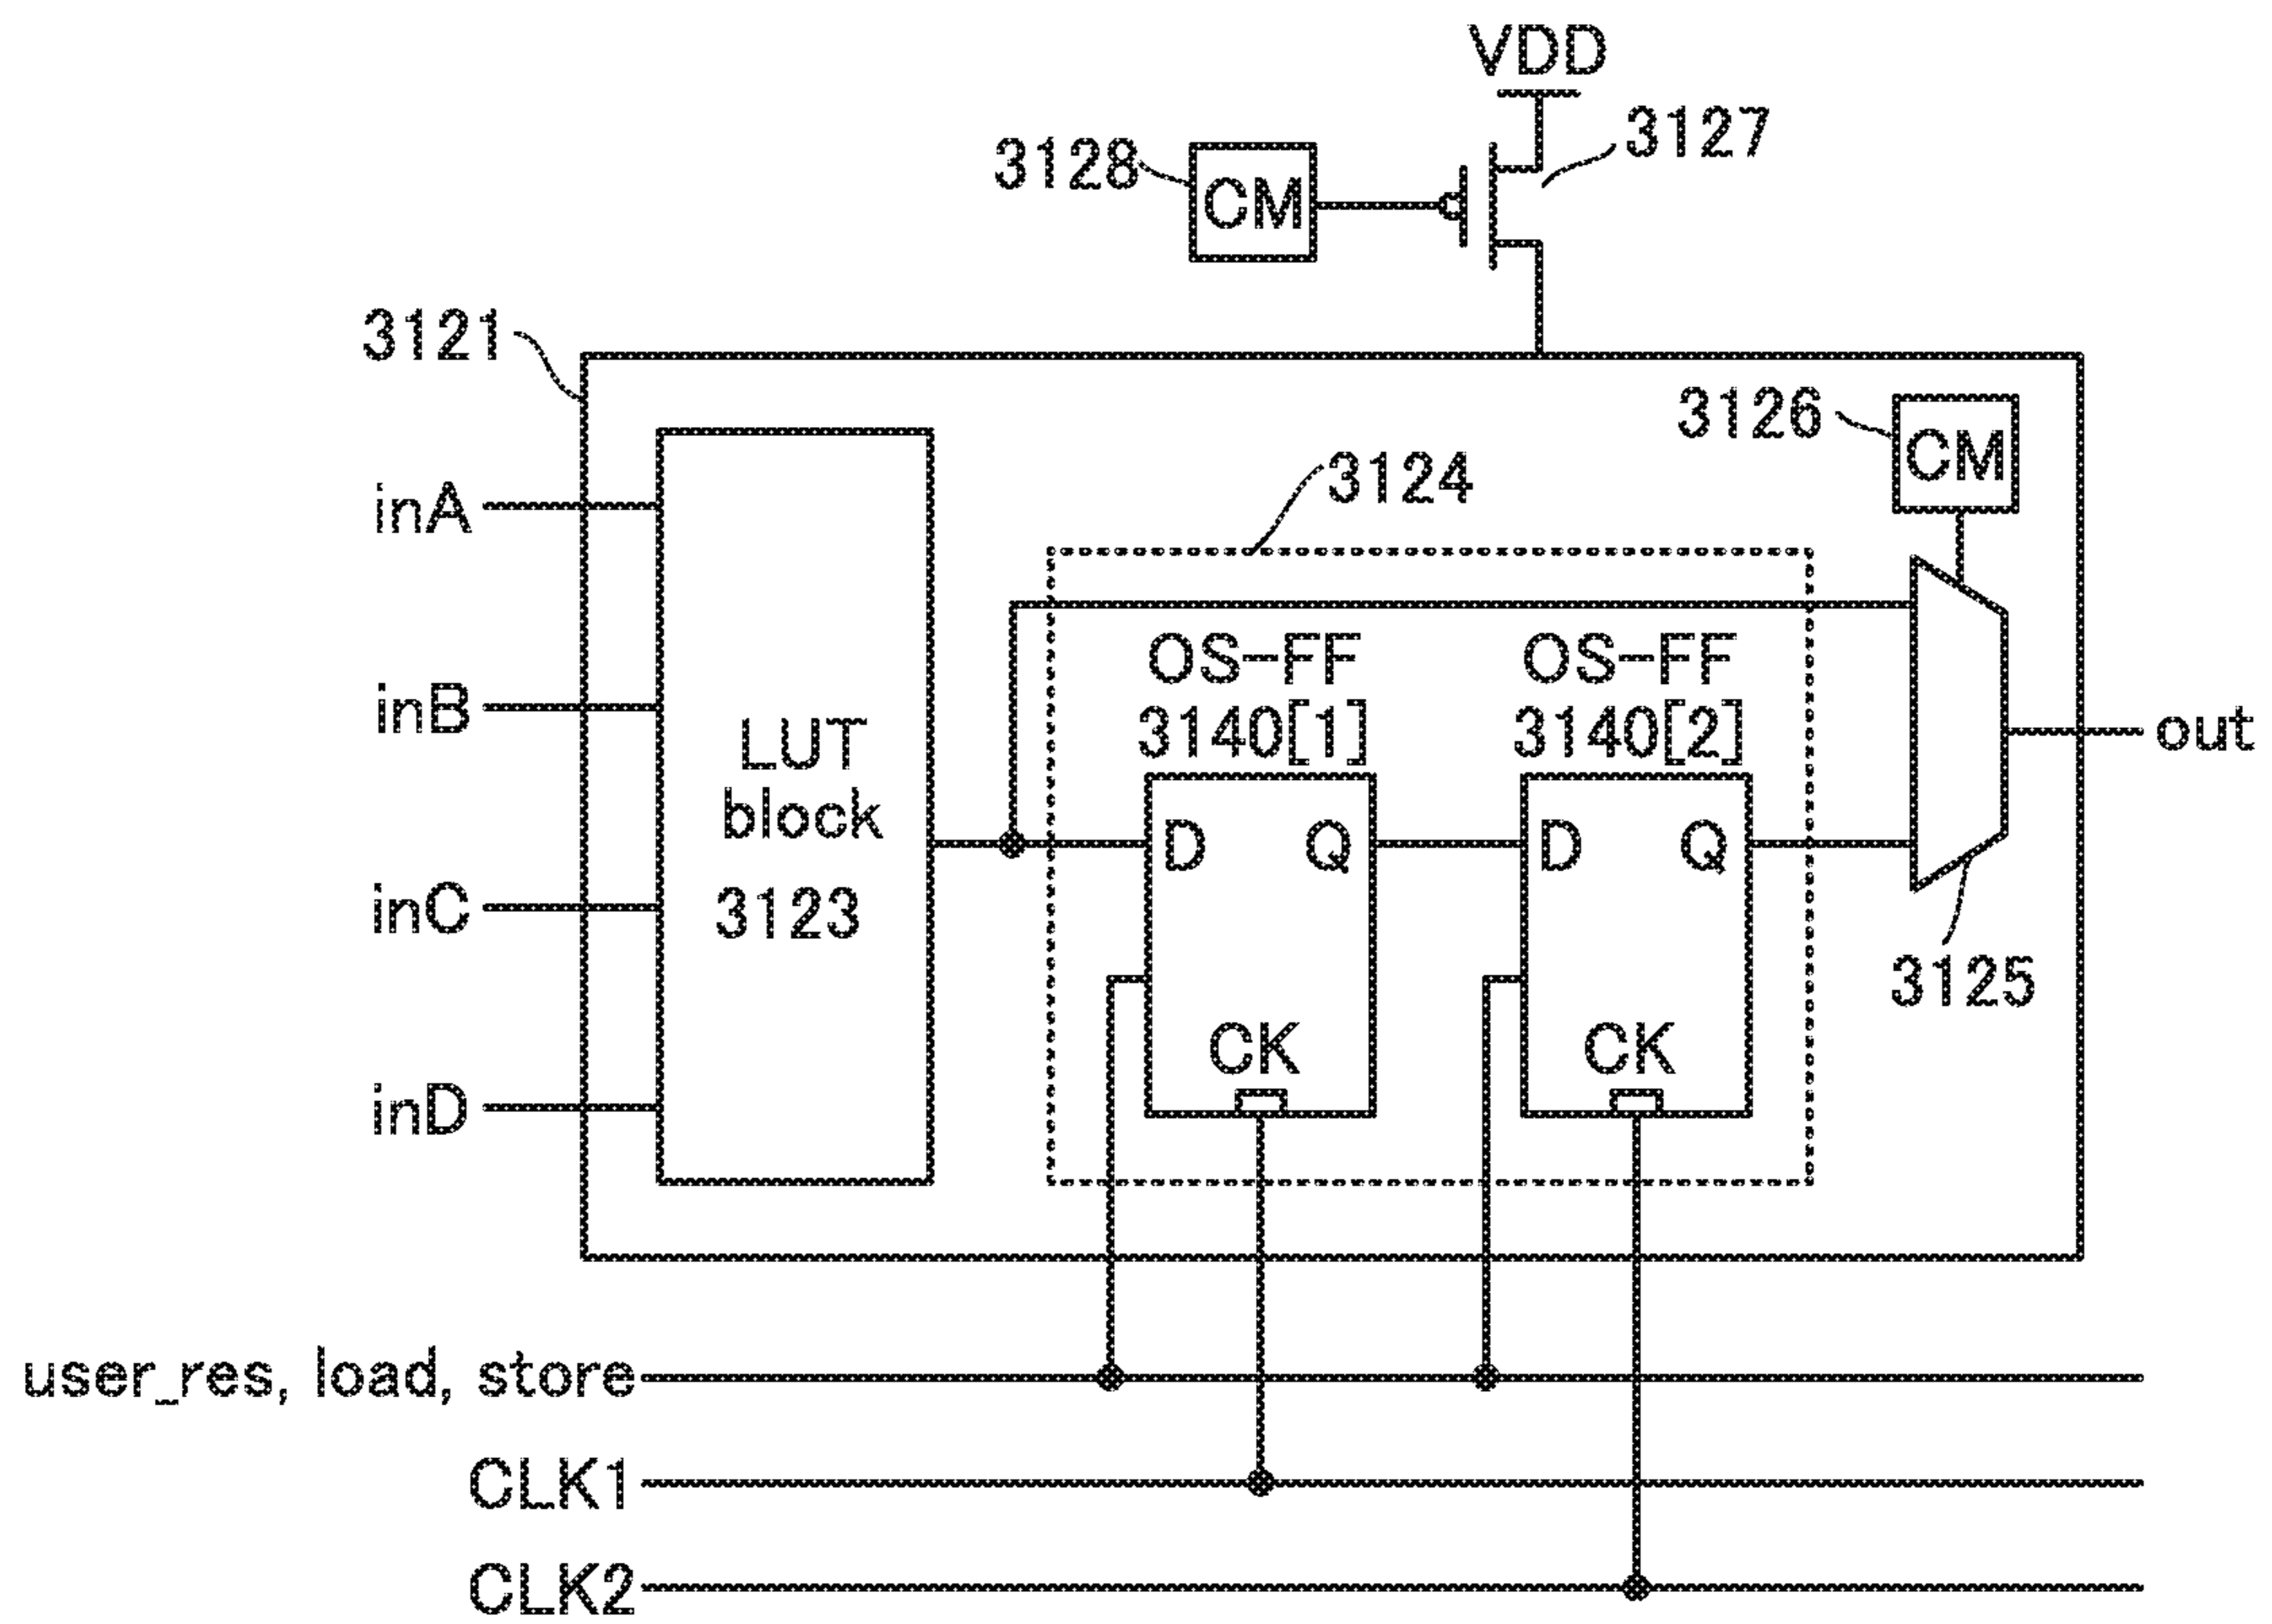 VDD
3127
3128
CM
3121
3126
CM
3124
inA
inB
inC
inD
LUT
block
3123
OS-FF
3140[1]
D
Q
CK
OS-FF
3140[2]
D
Q
CK
out
3125
user_res, load, store
CLK1
CLK2